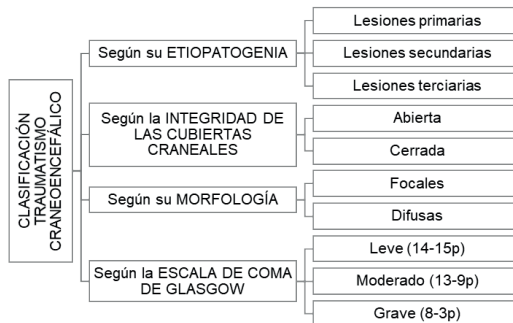 CLASIFICACIÓN
TRAUMATISMO
CRANEOENCEFÁLICO
Según su ETIOPATOGENIA
Lesiones primarias
Lesiones secundarias
Lesiones terciarias
Según la INTEGRIDAD DE
LAS CUBIERTAS
CRANEALES
Abierta
Cerrada
Según su MORFOLOGÍA
Focales
Difusas
Según la ESCALA DE COMA
DE GLASGOW
Leve (14-15p)
Moderado (13-9p)
Grave (8-3p)